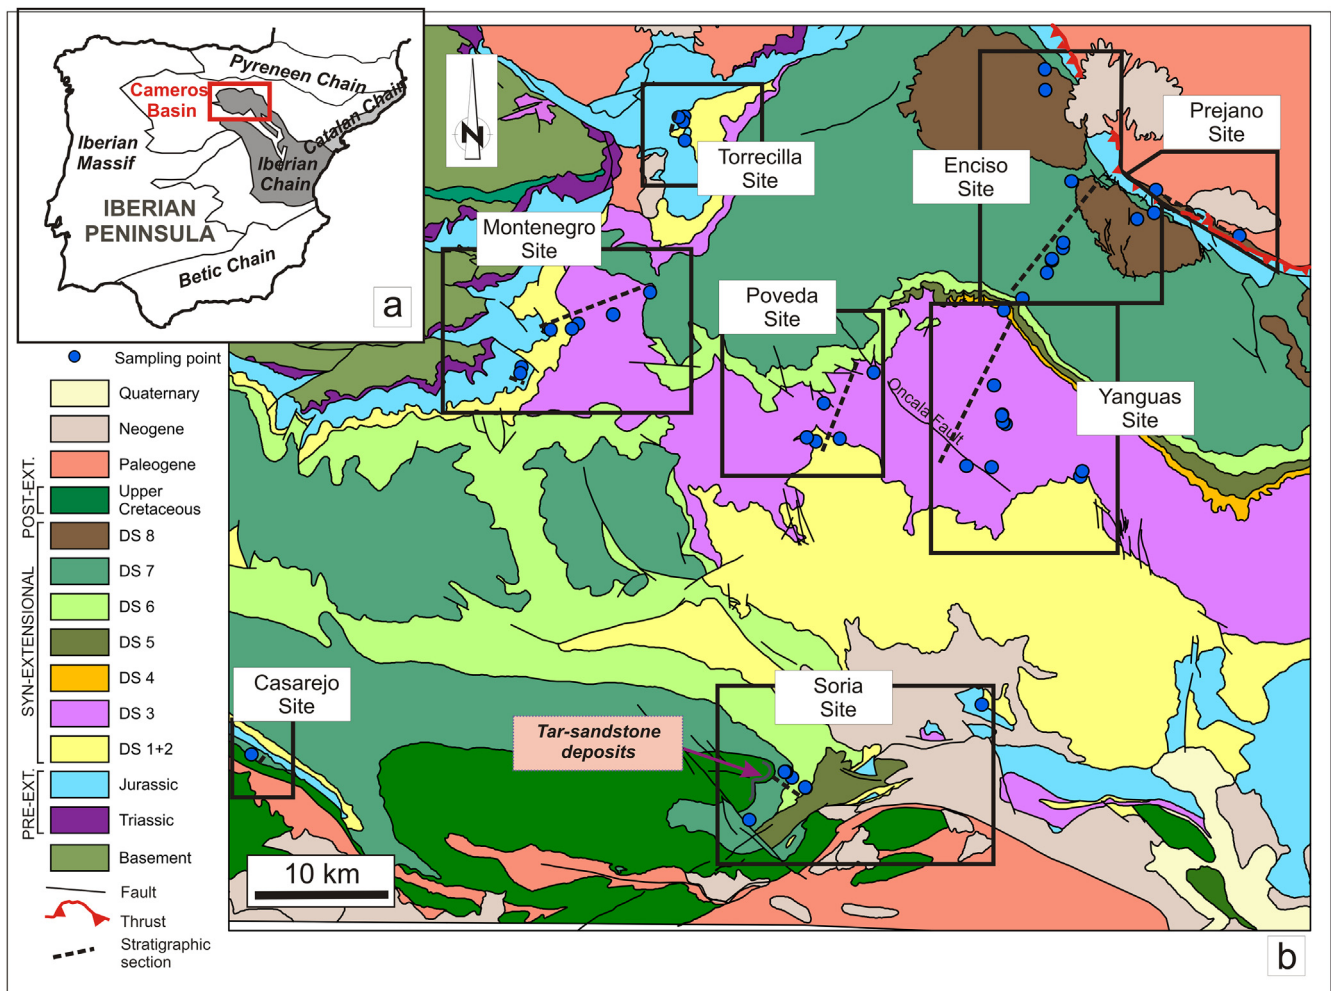 Pyreneen Chain
Cameros
Basin
Catalan Chain
Iberian
Massif
Iberian
Chain
IBERIAN
PENINSULA
Betic Chain
a
N
Torrecilla
Site
Enciso
Site
Prejano
Site
Montenegro
Site
Poveda
Site
Oncala Fault
Yanguas
Site
Casarejo
Site
Soria
Site
Tar-sandstone
deposits
10 km
b
Sampling point
Quaternary
Neogene
Paleogene
Upper
Cretaceous
DS 8
DS 7
DS 6
DS 5
DS 4
DS 3
DS 1+2
Jurassic
Triassic
Basement
Fault
Thrust
Stratigraphic
section
POST-EXT.
SYN-EXTENSIONAL
PRE-EXT.